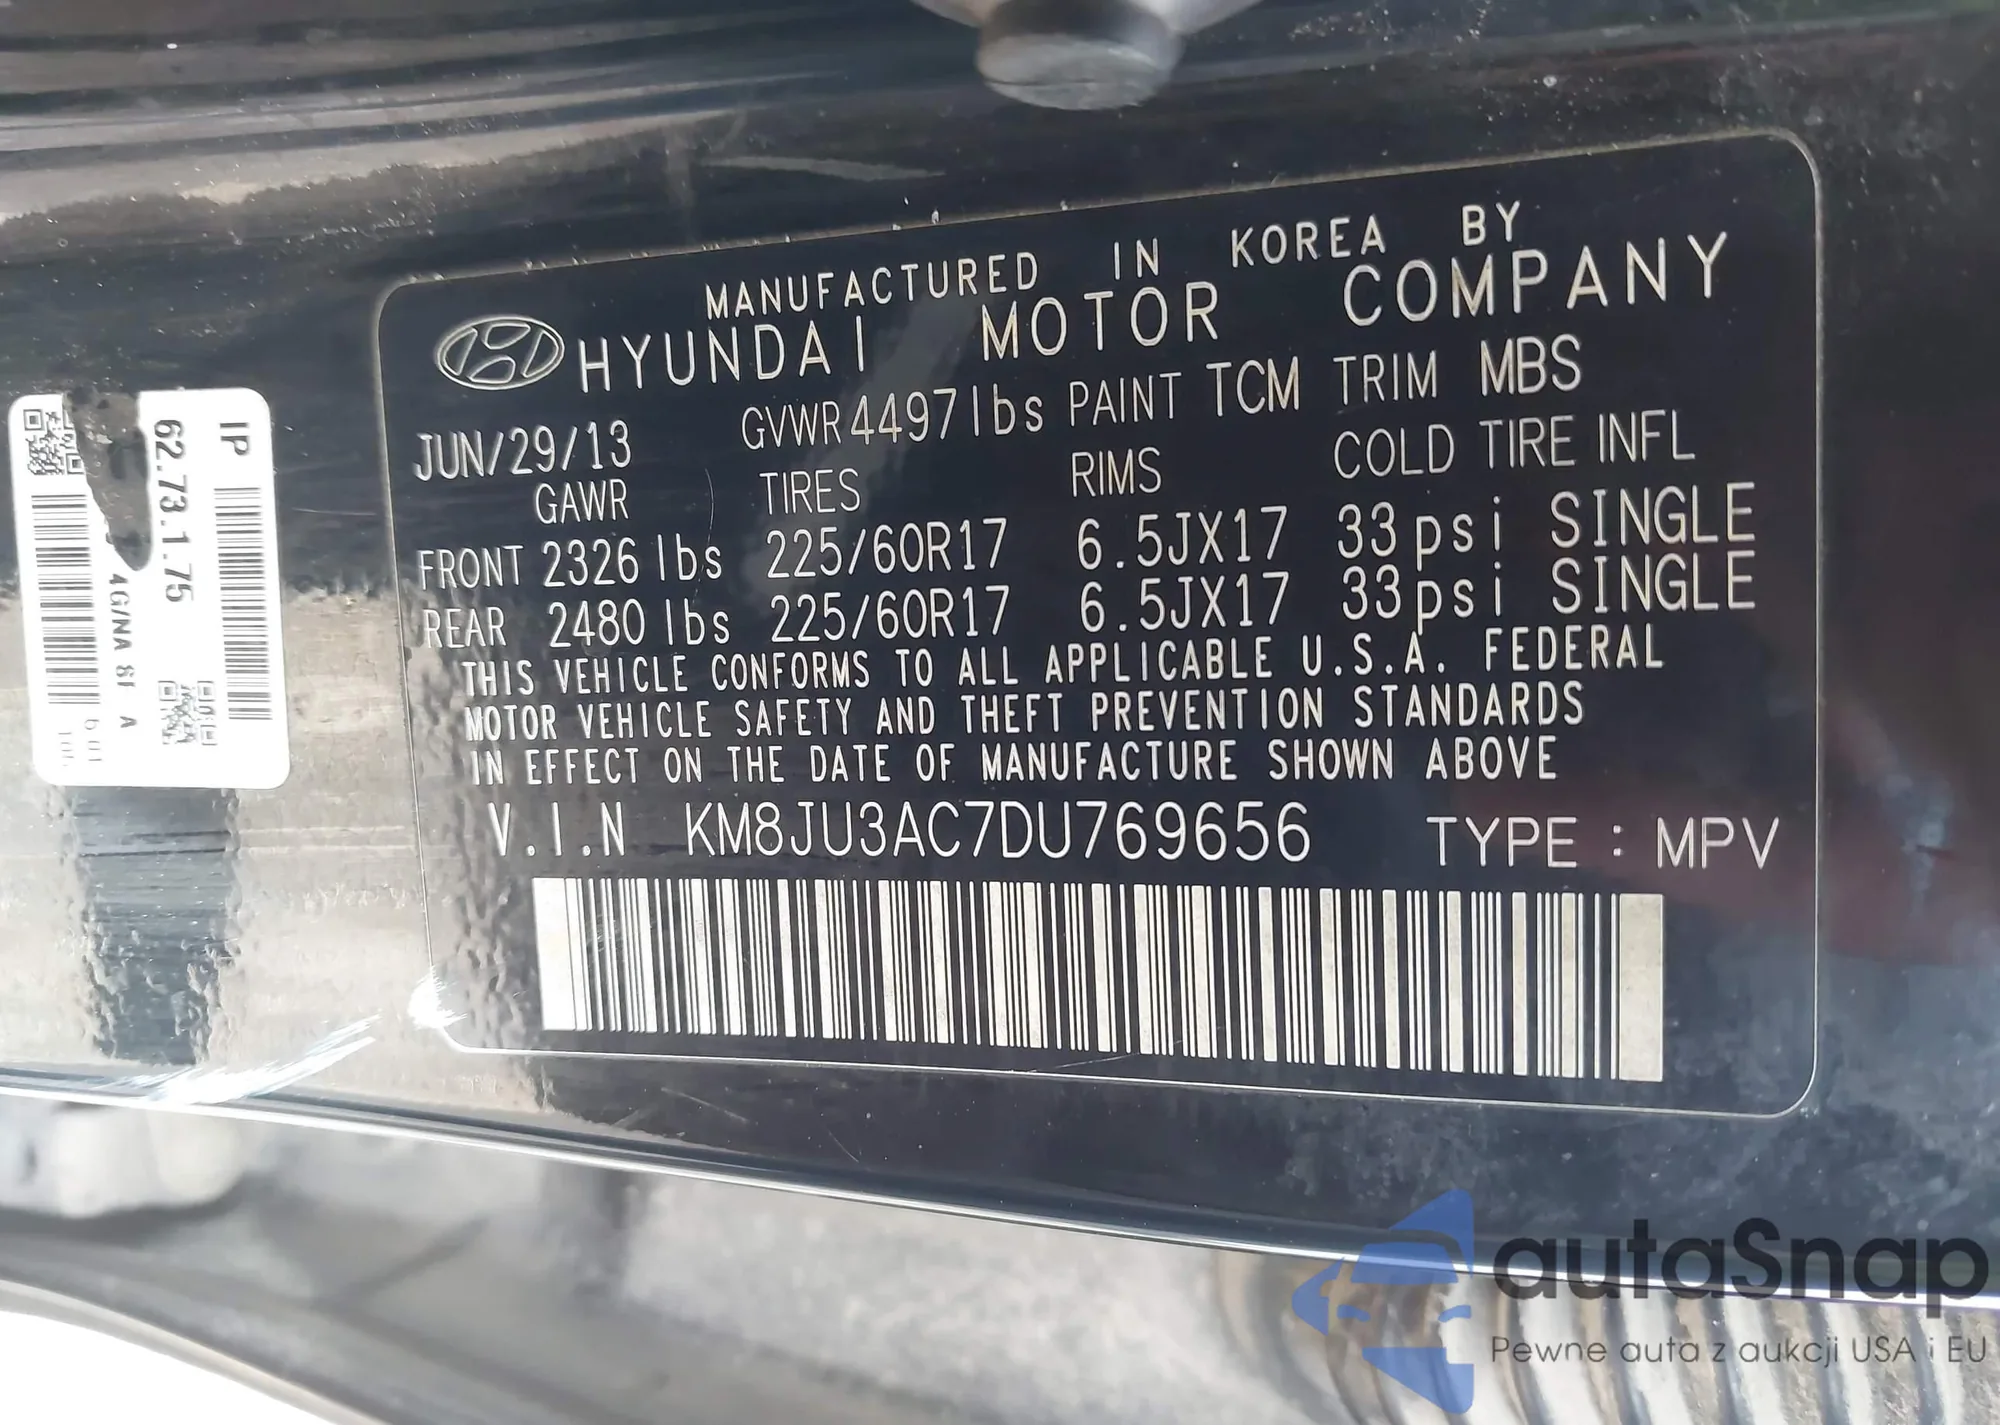 MANUFACTURED IN KOREA BY
HYUNDAI MOTOR COMPANY
JUN/29/13 GVWR 4497lbs PAINT TCM TRIM MBS
GAWR TIRES RIMS COLD TIRE INFL
FRONT 2326 lbs 225/60R17 6.5JX17 33psi SINGLE
REAR 2480 lbs 225/60R17 6.5JX17 33psi SINGLE
THIS VEHICLE CONFORMS TO ALL APPLICABLE U.S.A. FEDERAL
MOTOR VEHICLE SAFETY AND THEFT PREVENTION STANDARDS
IN EFFECT ON THE DATE OF MANUFACTURE SHOWN ABOVE
V.I.N KM8JU3AC7DU769656 TYPE : MPV
IP
62.73.1.75
4G/NA 8F A
autaSnap
Pewne auta z aukcji USA i EU